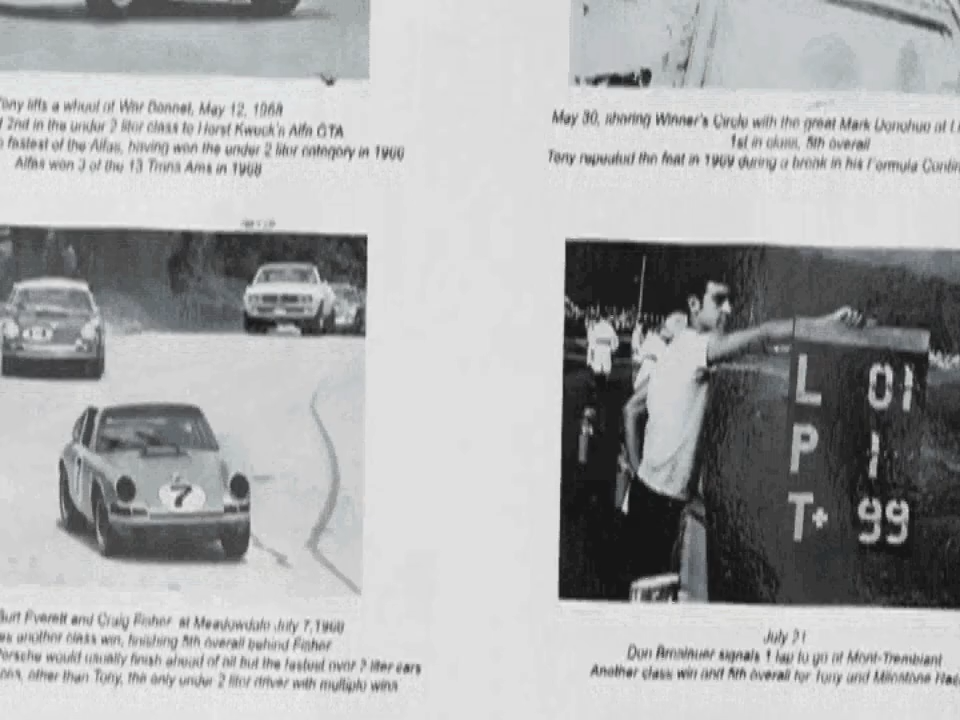 Tony lifts a wheel at War Bonnet, May 12, 1968
2nd in the under 2 liter class to Horst Kwech's Alfa GTA
fastest of the Alfas, having won the under 2 liter category in 1966
Alfas won 3 of the 13 Trans Ams in 1968
May 30, sharing Winner's Circle with the great Mark Donohue at
1st in class, 5th overall
Tony repeated the feat in 1969 during a break in his Formula
7
L 01
P 1
T+ 99
Burt Everett and Craig Fisher at Meadowdale July 7, 1968
another class win, finishing 5th overall behind Fisher
Porsche would usually finish ahead of all but the fastest over 2 liter cars
other than Tony, the only under 2 liter driver with multiple wins
July 21
Don signals 1 lap to go at Mont-Tremblant
Another class win and 5th overall for Tony and Milestone